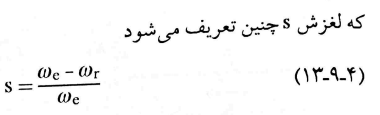 که لغزش s چنین تعریف می‌شود
s = (ωe − ωr) / ωe (۱۳-۹-۴)